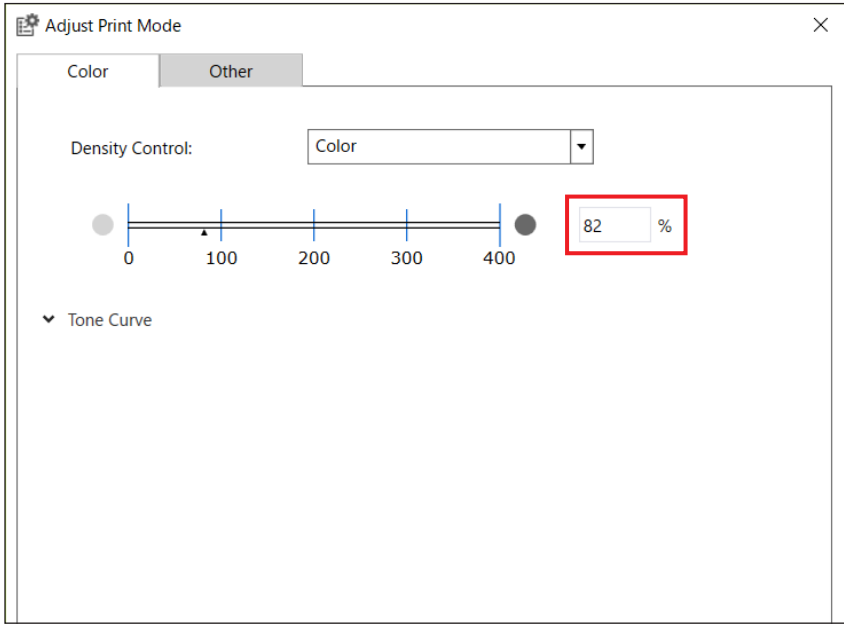 Adjust Print Mode
Color Other
Density Control: Color
82 %
0 100 200 300 400
Tone Curve